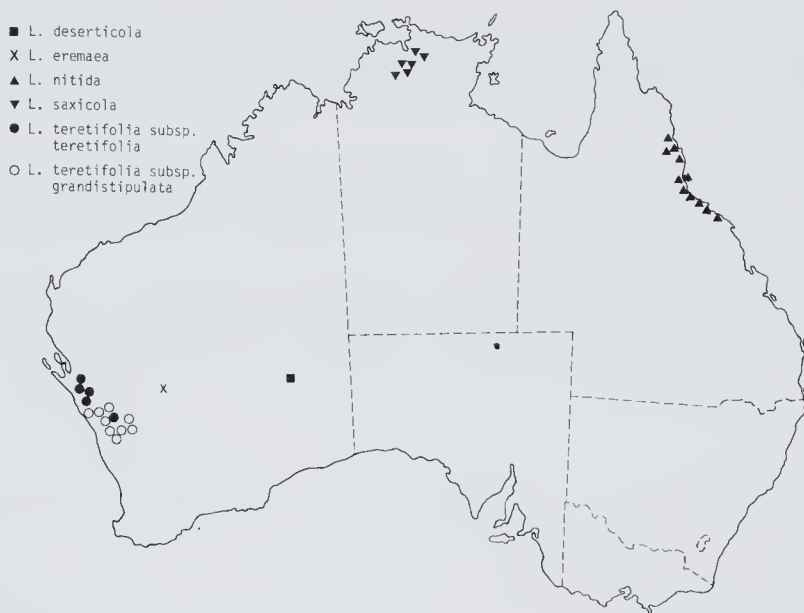 ■ L. deserticola
X L. eremaea
▲ L. nitida
▼ L. saxicola
● L. teretifolia subsp.
teretifolia
○ L. teretifolia subsp.
grandistipulata